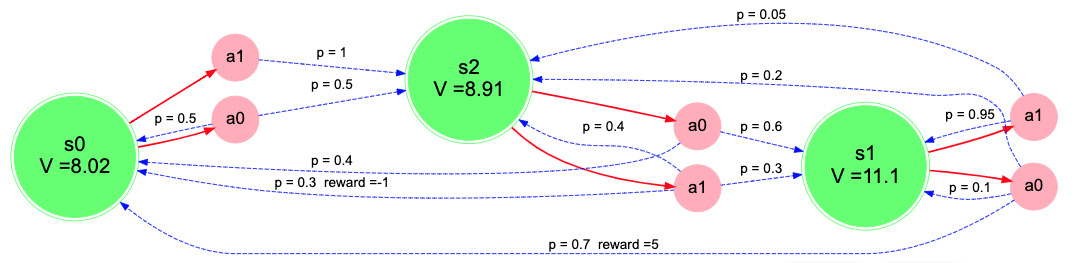 p = 0.05
s2
V =8.91
a1
p = 1
p = 0.2
p = 0.5
a0
p = 0.5
s0
V =8.02
a0
p = 0.4
p = 0.6
p = 0.95
a1
s1
V =11.1
p = 0.4
p = 0.3 reward =-1
a1
p = 0.3
p = 0.1
a0
p = 0.7 reward =5